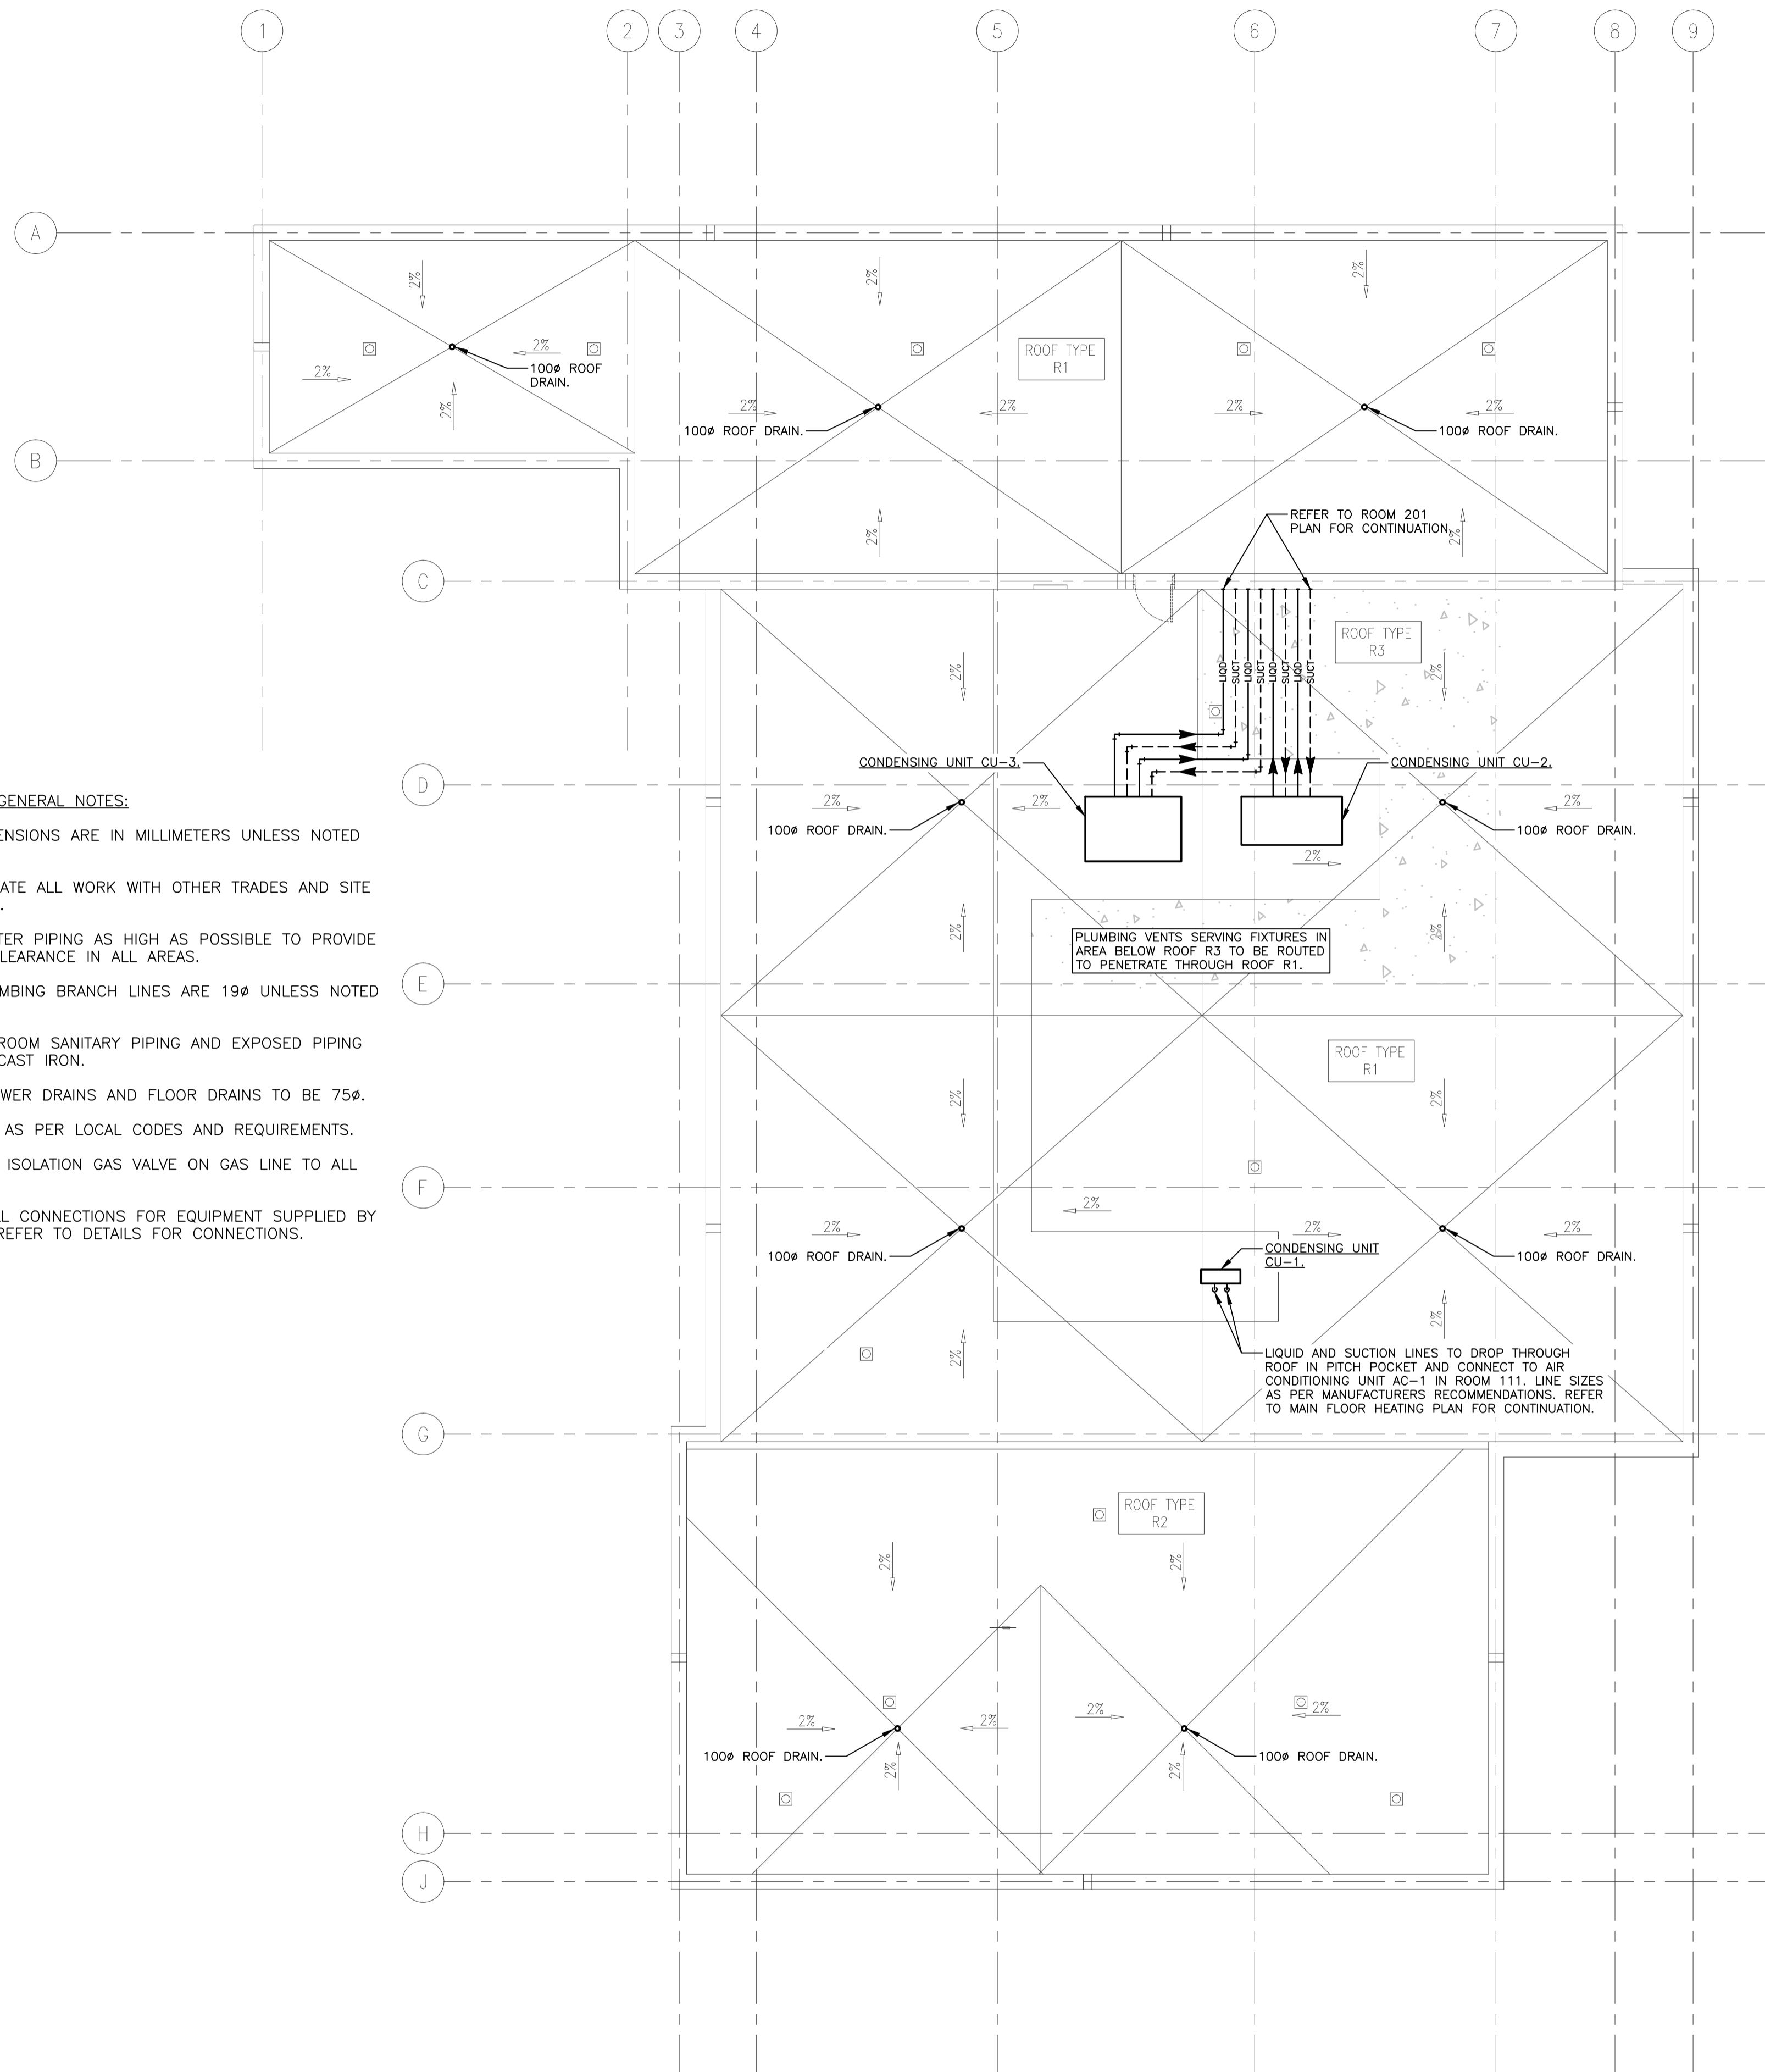 1
2
3
4
5
6
7
8
9
A
2%
2%
2%
2%
2%
2%
100ø ROOF
DRAIN.
ROOF TYPE
R1
2%
2%
2%
2%
2%
100ø ROOF DRAIN.
100ø ROOF DRAIN.
B
2%
2%
REFER TO ROOM 201
PLAN FOR CONTINUATION.
C
ROOF TYPE
R3
2%
LIQD
SUCT
LIQD
SUCT
LIQD
SUCT
LIQD
SUCT
2%
CONDENSING UNIT CU-3.
CONDENSING UNIT CU-2.
D
2%
2%
2%
100ø ROOF DRAIN.
100ø ROOF DRAIN.
2%
2%
2%
PLUMBING VENTS SERVING FIXTURES IN
AREA BELOW ROOF R3 TO BE ROUTED
TO PENETRATE THROUGH ROOF R1.
E
GENERAL NOTES:
ENSIONS ARE IN MILLIMETERS UNLESS NOTED
ATE ALL WORK WITH OTHER TRADES AND SITE
.
TER PIPING AS HIGH AS POSSIBLE TO PROVIDE
LEARANCE IN ALL AREAS.
MBING BRANCH LINES ARE 19ø UNLESS NOTED
ROOM SANITARY PIPING AND EXPOSED PIPING
CAST IRON.
WER DRAINS AND FLOOR DRAINS TO BE 75ø.
AS PER LOCAL CODES AND REQUIREMENTS.
ISOLATION GAS VALVE ON GAS LINE TO ALL
L CONNECTIONS FOR EQUIPMENT SUPPLIED BY
REFER TO DETAILS FOR CONNECTIONS.
ROOF TYPE
R1
2%
2%
F
2%
2%
2%
2%
100ø ROOF DRAIN.
CONDENSING UNIT
CU-1.
100ø ROOF DRAIN.
2%
2%
LIQUID AND SUCTION LINES TO DROP THROUGH
ROOF IN PITCH POCKET AND CONNECT TO AIR
CONDITIONING UNIT AC-1 IN ROOM 111. LINE SIZES
AS PER MANUFACTURERS RECOMMENDATIONS. REFER
TO MAIN FLOOR HEATING PLAN FOR CONTINUATION.
G
ROOF TYPE
R2
2%
2%
2%
2%
2%
2%
100ø ROOF DRAIN.
100ø ROOF DRAIN.
2%
2%
H
J